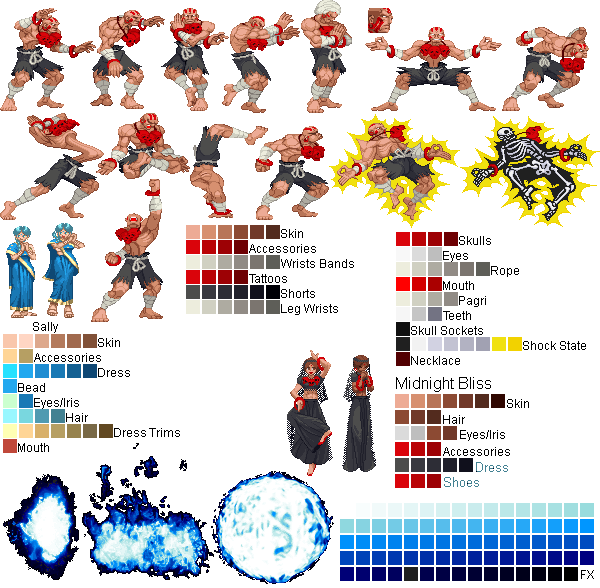 Skin
Accessories
Wrists Bands
Tattoos
Shorts
Leg Wrists
Skulls
Eyes
Rope
Mouth
Pagri
Teeth
Skull Sockets
Shock State
Necklace
Sally
Skin
Accessories
Dress
Bead
Eyes/Iris
Hair
Dress Trims
Mouth
Midnight Bliss
Skin
Hair
Eyes/Iris
Accessories
Dress
Shoes
FX